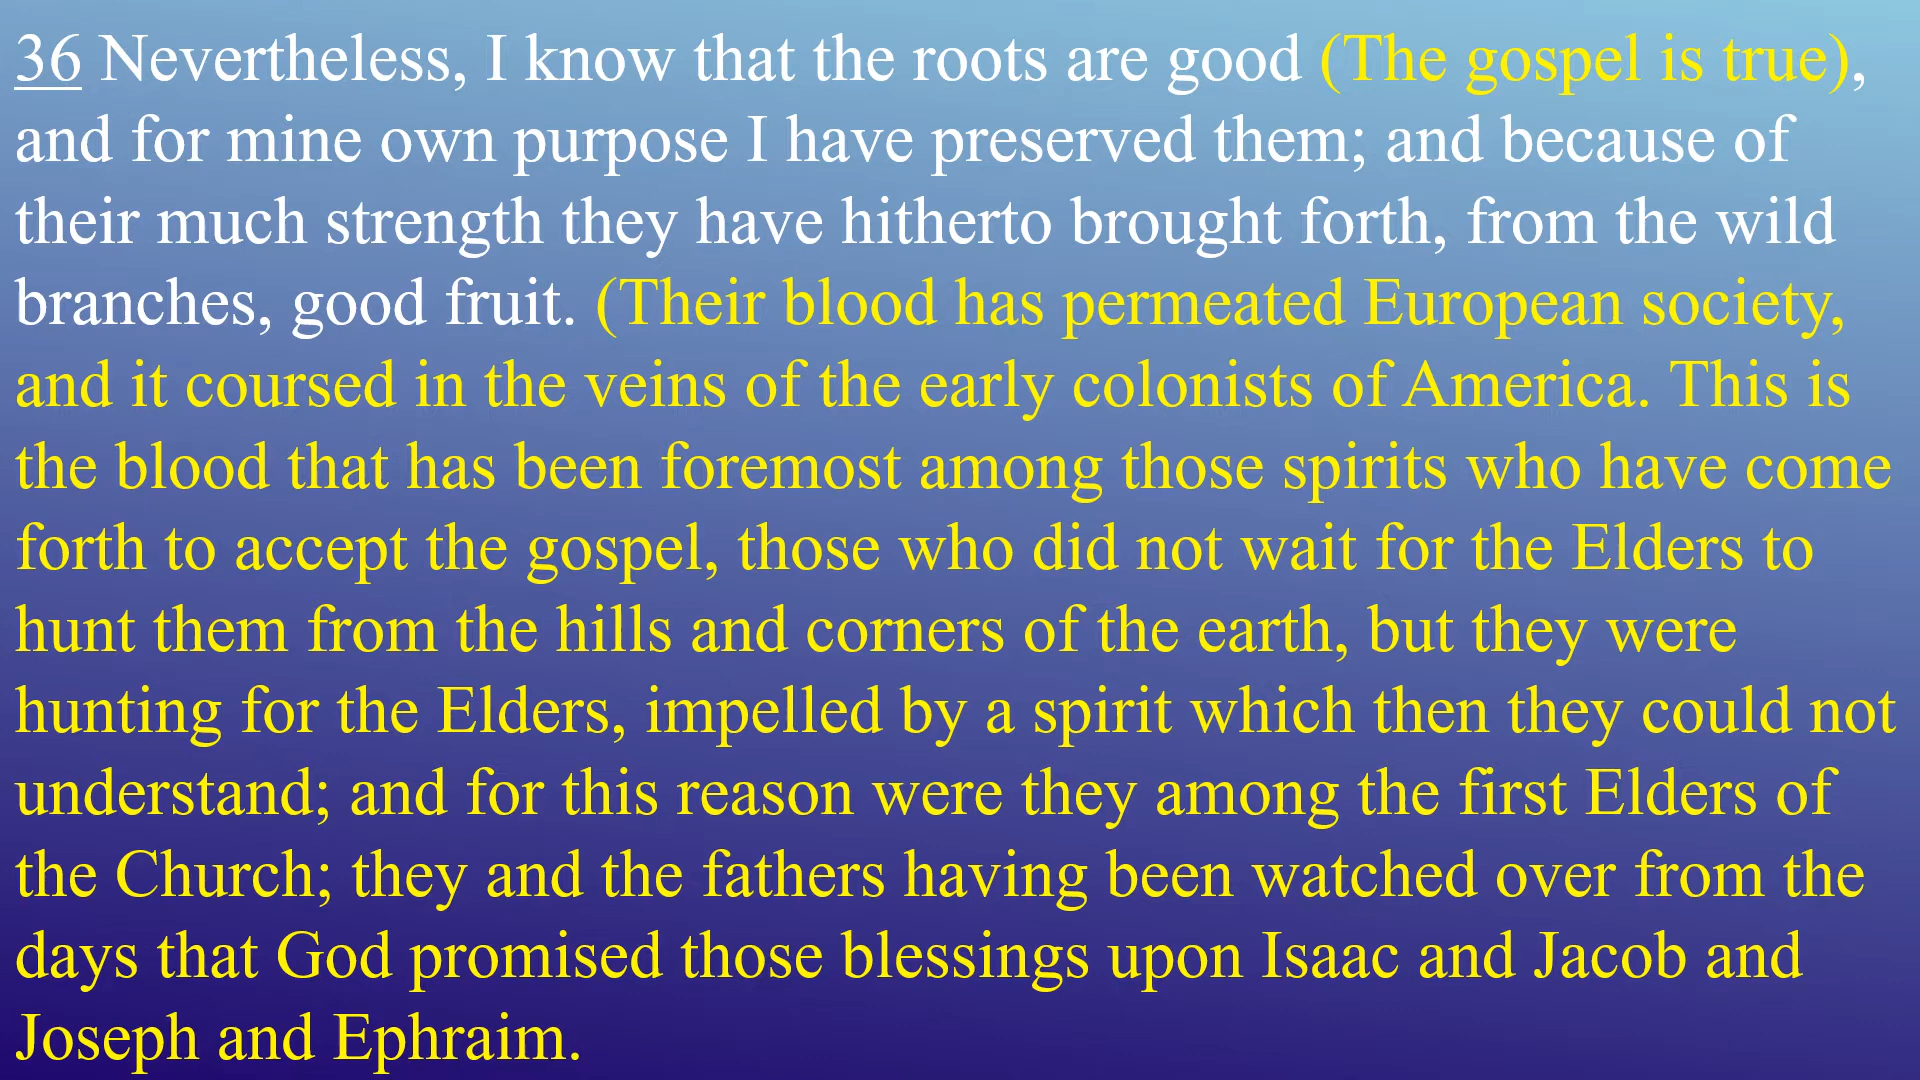 36 Nevertheless, I know that the roots are good (The gospel is true),
and for mine own purpose I have preserved them; and because of
their much strength they have hitherto brought forth, from the wild
branches, good fruit. (Their blood has permeated European society,
and it coursed in the veins of the early colonists of America. This is
the blood that has been foremost among those spirits who have come
forth to accept the gospel, those who did not wait for the Elders to
hunt them from the hills and corners of the earth, but they were
hunting for the Elders, impelled by a spirit which then they could not
understand; and for this reason were they among the first Elders of
the Church; they and the fathers having been watched over from the
days that God promised those blessings upon Isaac and Jacob and
Joseph and Ephraim.